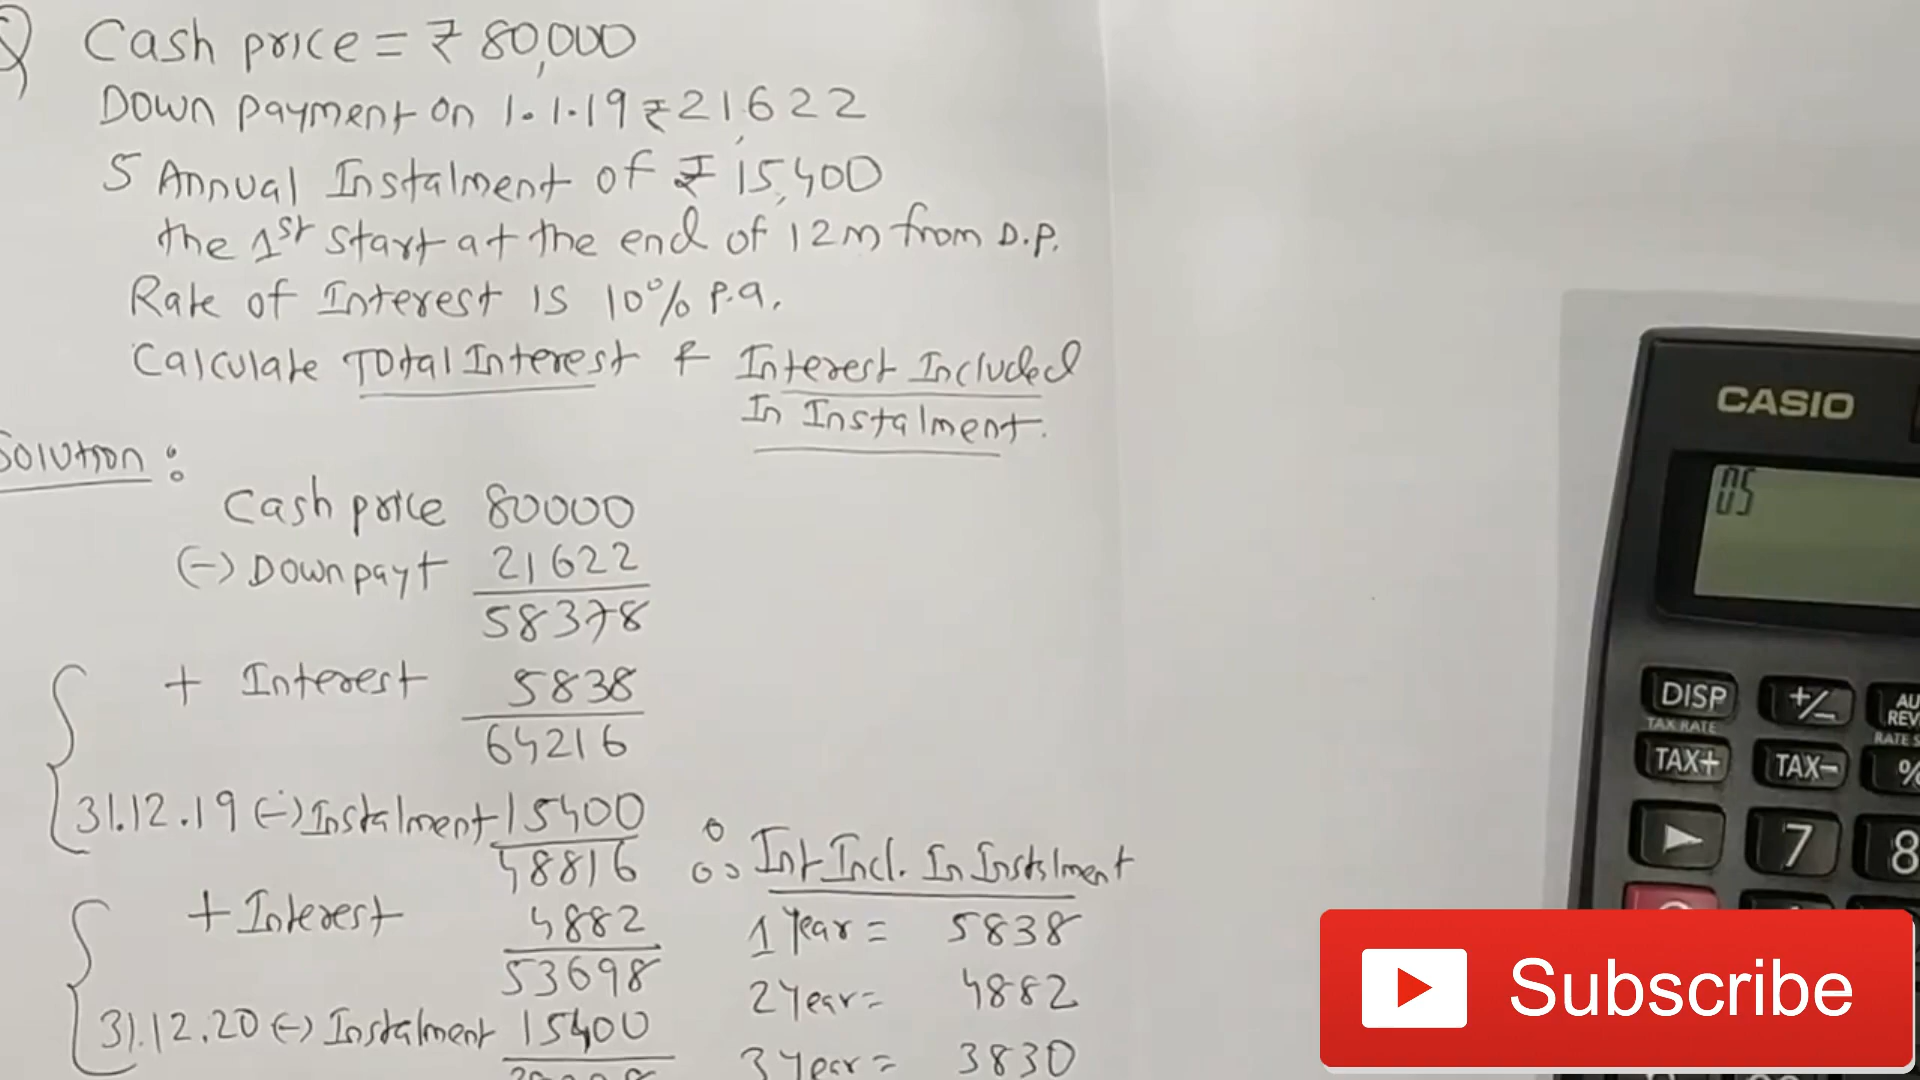 Q Cash price = ₹ 80,000
Down payment on 1.1.19 ₹ 21,622
5 Annual Instalment of ₹ 15,400
the 1st start at the end of 12m from D.P.
Rate of Interest is 10% p.a.
Calculate Total Interest & Interest Included
In Instalment.
Solution :
Cash price 80000
(-) Down payt 21622
58378
+ Interest 5838
64216
31.12.19 (-) Instalment 15400
48816
+ Interest 4882
53698
31.12.20 (-) Instalment 15400
∴ Int Incl. In Instalment
1 Year = 5838
2 Year = 4882
3 Year = 3830
CASIO
DISP
+/-
TAX RATE
TAX+
TAX-
%
7
8
Subscribe